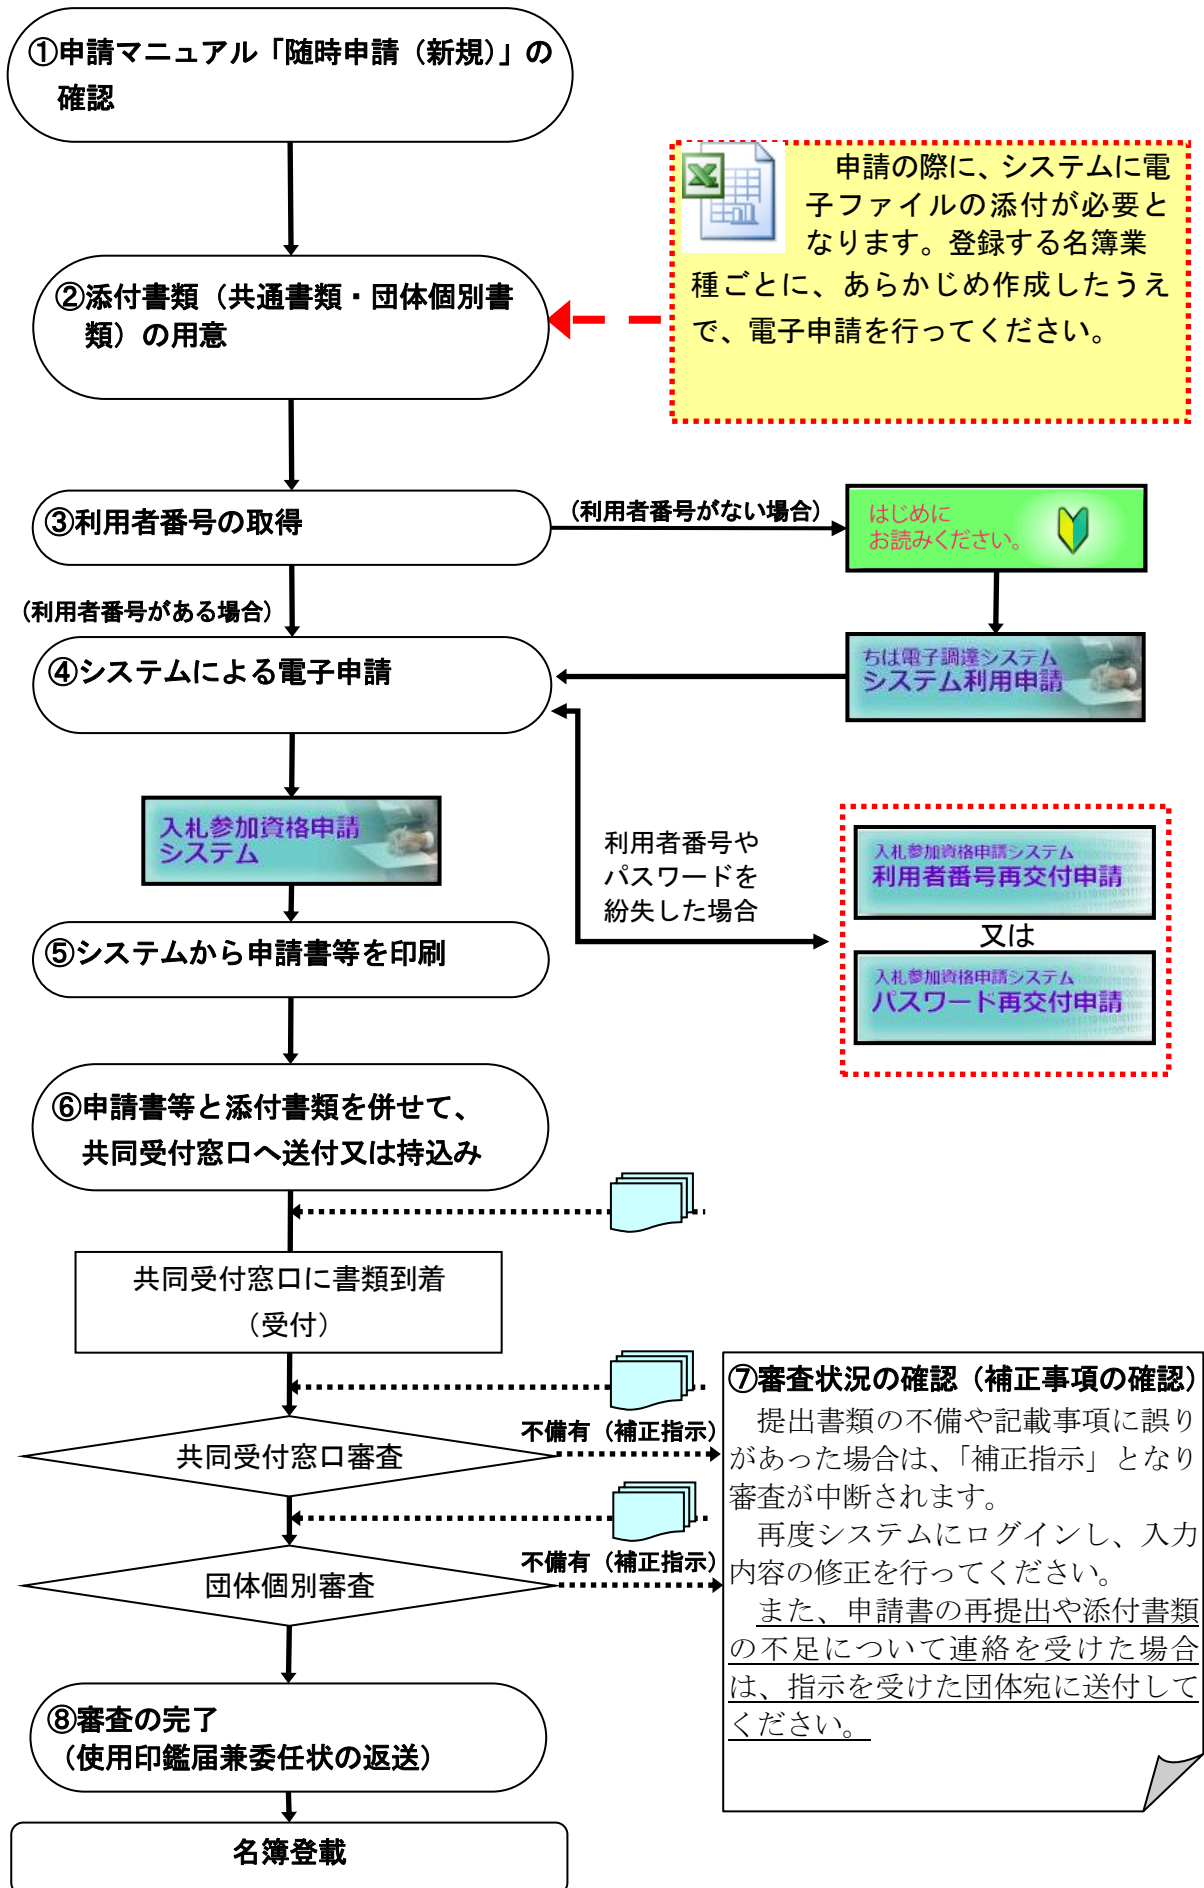 ①申請マニュアル「随時申請（新規）」の
確認
申請の際に、システムに電
子ファイルの添付が必要と
なります。登録する名簿業
種ごとに、あらかじめ作成したうえ
で、電子申請を行ってください。
②添付書類（共通書類・団体個別書
類）の用意
③利用者番号の取得
（利用者番号がない場合）
はじめに
お読みください。
（利用者番号がある場合）
④システムによる電子申請
ちば電子調達システム
システム利用申請
入札参加資格申請
システム
利用者番号や
パスワードを
紛失した場合
入札参加資格申請システム
利用者番号再交付申請
又は
入札参加資格申請システム
パスワード再交付申請
⑤システムから申請書等を印刷
⑥申請書等と添付書類を併せて、
共同受付窓口へ送付又は持込み
共同受付窓口に書類到着
（受付）
共同受付窓口審査
不備有（補正指示）
団体個別審査
不備有（補正指示）
⑦審査状況の確認（補正事項の確認）
提出書類の不備や記載事項に誤り
があった場合は、「補正指示」となり
審査が中断されます。
再度システムにログインし、入力
内容の修正を行ってください。
また、申請書の再提出や添付書類
の不足について連絡を受けた場合
は、指示を受けた団体宛に送付して
ください。
⑧審査の完了
（使用印鑑届兼委任状の返送）
名簿登載